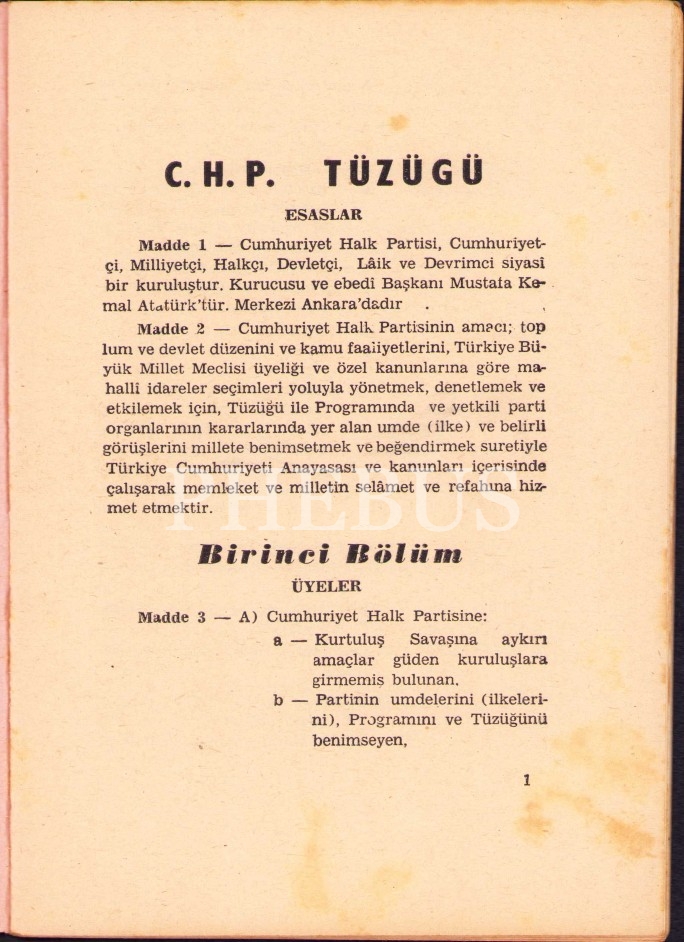 C. H. P. TÜZÜGÜ
ESASLAR
Madde 1 — Cumhuriyet Halk Partisi, Cumhuriyet-
çi, Milliyetçi, Halkçı, Devletçi, Lâik ve Devrimci siyasi
bir kuruluştur. Kurucusu ve ebedi Başkanı Mustafa Ke-
mal Atatürk'tür. Merkezi Ankara'dadır .
Madde 2 — Cumhuriyet Halk Partisinin amacı; top
lum ve devlet düzenini ve kamu faaliyetlerini, Türkiye Bü-
yük Millet Meclisi üyeliği ve özel kanunlarına göre ma-
halli idareler seçimleri yoluyla yönetmek, denetlemek ve
etkilemek için, Tüzüğü ile Programında ve yetkili parti
organlarının kararlarında yer alan umde (ilke) ve belirli
görüşlerini millete benimsetmek ve beğendirmek suretiyle
Türkiye Cumhuriyeti Anayasası ve kanunları içerisinde
çalışarak memleket ve milletin selâmet ve refahına hiz-
met etmektir.
PHEBUS
Birinci Bölüm
ÜYELER
Madde 3 — A) Cumhuriyet Halk Partisine:
a — Kurtuluş Savaşına aykırı
amaçlar güden kuruluşlara
girmemiş bulunan.
b — Partinin umdelerini (ilkeleri-
ni), Programını ve Tüzüğünü
benimseyen,
1